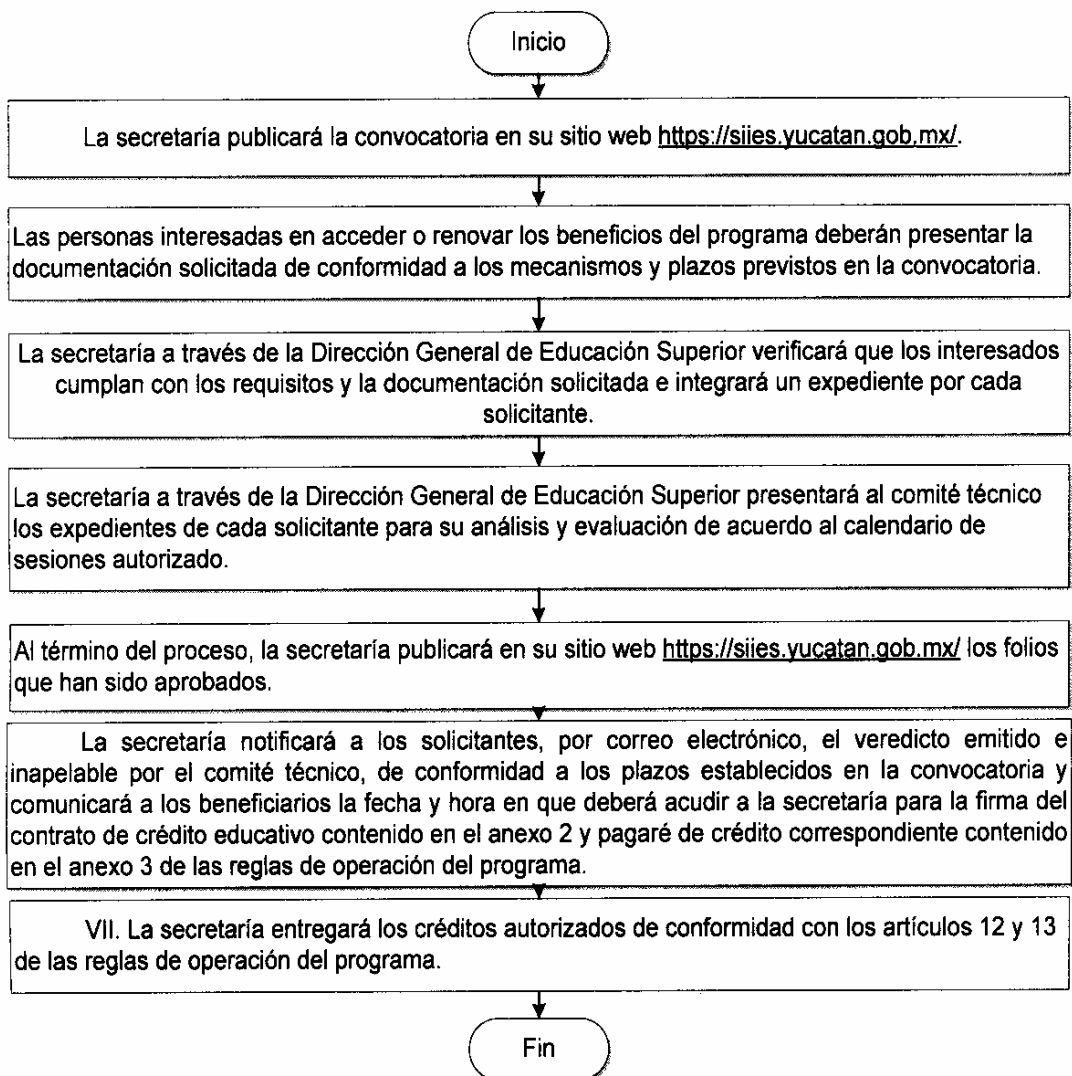 Inicio
La secretaría publicará la convocatoria en su sitio web https://siies.yucatan.gob.mx/.
Las personas interesadas en acceder o renovar los beneficios del programa deberán presentar la
documentación solicitada de conformidad a los mecanismos y plazos previstos en la convocatoria.
La secretaría a través de la Dirección General de Educación Superior verificará que los interesados
cumplan con los requisitos y la documentación solicitada e integrará un expediente por cada
solicitante.
La secretaría a través de la Dirección General de Educación Superior presentará al comité técnico
los expedientes de cada solicitante para su análisis y evaluación de acuerdo al calendario de
sesiones autorizado.
Al término del proceso, la secretaría publicará en su sitio web https://siies.yucatan.gob.mx/ los folios
que han sido aprobados.
La secretaría notificará a los solicitantes, por correo electrónico, el veredicto emitido e
inapelable por el comité técnico, de conformidad a los plazos establecidos en la convocatoria y
comunicará a los beneficiarios la fecha y hora en que deberá acudir a la secretaría para la firma del
contrato de crédito educativo contenido en el anexo 2 y pagaré de crédito correspondiente contenido
en el anexo 3 de las reglas de operación del programa.
VII. La secretaría entregará los créditos autorizados de conformidad con los artículos 12 y 13
de las reglas de operación del programa.
Fin